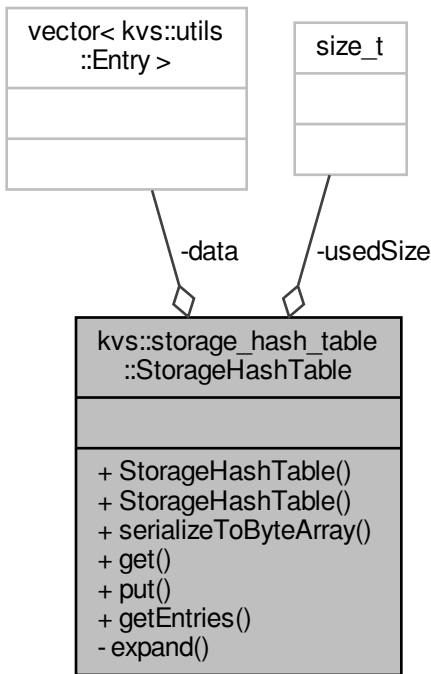 vector< kvs::utils
::Entry >
size_t
-data
-usedSize
kvs::storage_hash_table
::StorageHashTable
+ StorageHashTable()
+ StorageHashTable()
+ serializeToByteArray()
+ get()
+ put()
+ getEntries()
- expand()